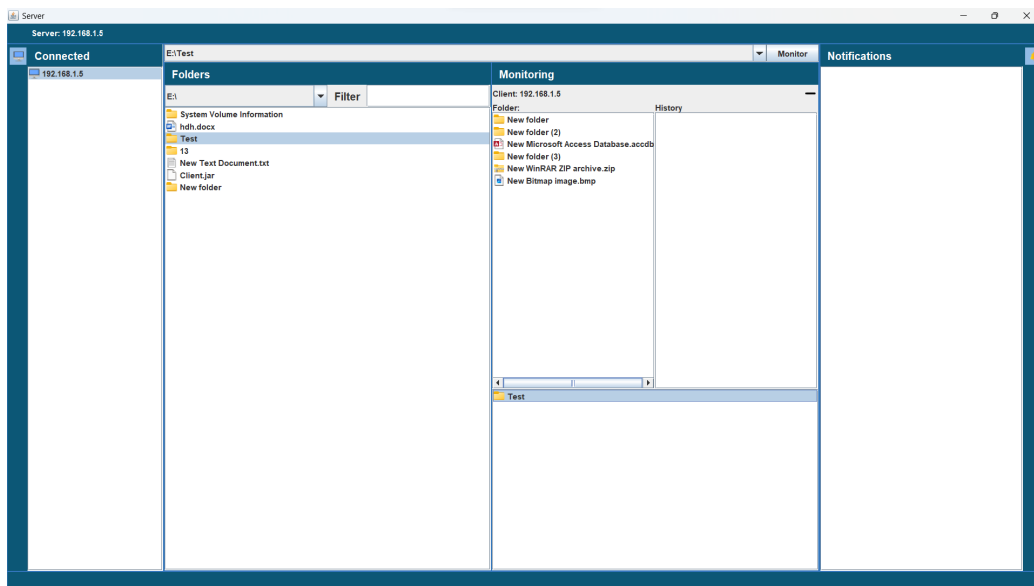 Server
Server: 192.168.1.5
Connected
192.168.1.5
E:\Test
Monitor
Folders
E:\
Filter
System Volume Information
hdh.docx
Test
13
New Text Document.txt
Client.jar
New folder
Monitoring
Client: 192.168.1.5
Folder:
History
New folder
New folder (2)
New Microsoft Access Database.accdb
New folder (3)
New WinRAR ZIP archive.zip
New Bitmap image.bmp
Test
Notifications